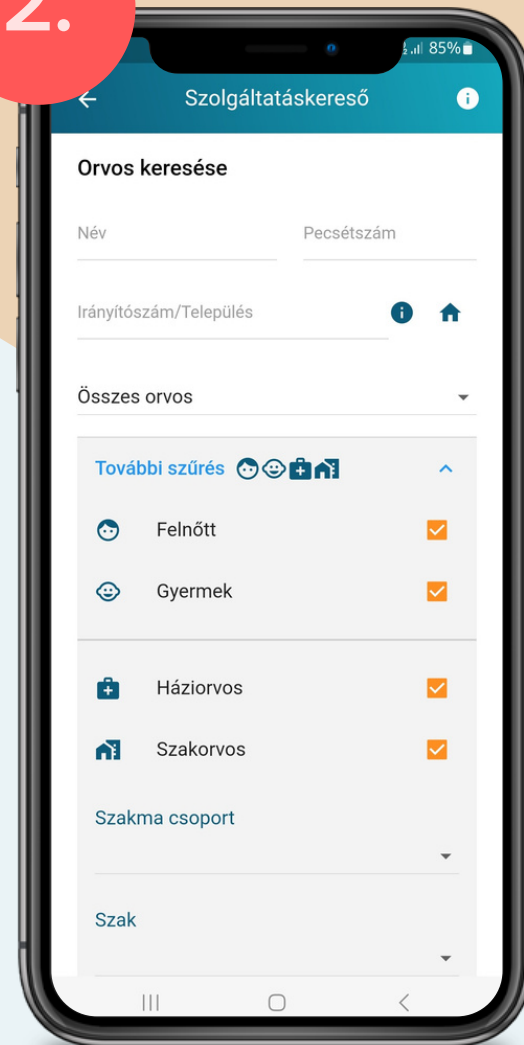 2.
85%
Szolgáltatáskereső
Orvos keresése
Név Pecsétszám
Irányítószám/Település
Összes orvos
További szűrés
Felnőtt
Gyermek
Háziorvos
Szakorvos
Szakma csoport
Szak